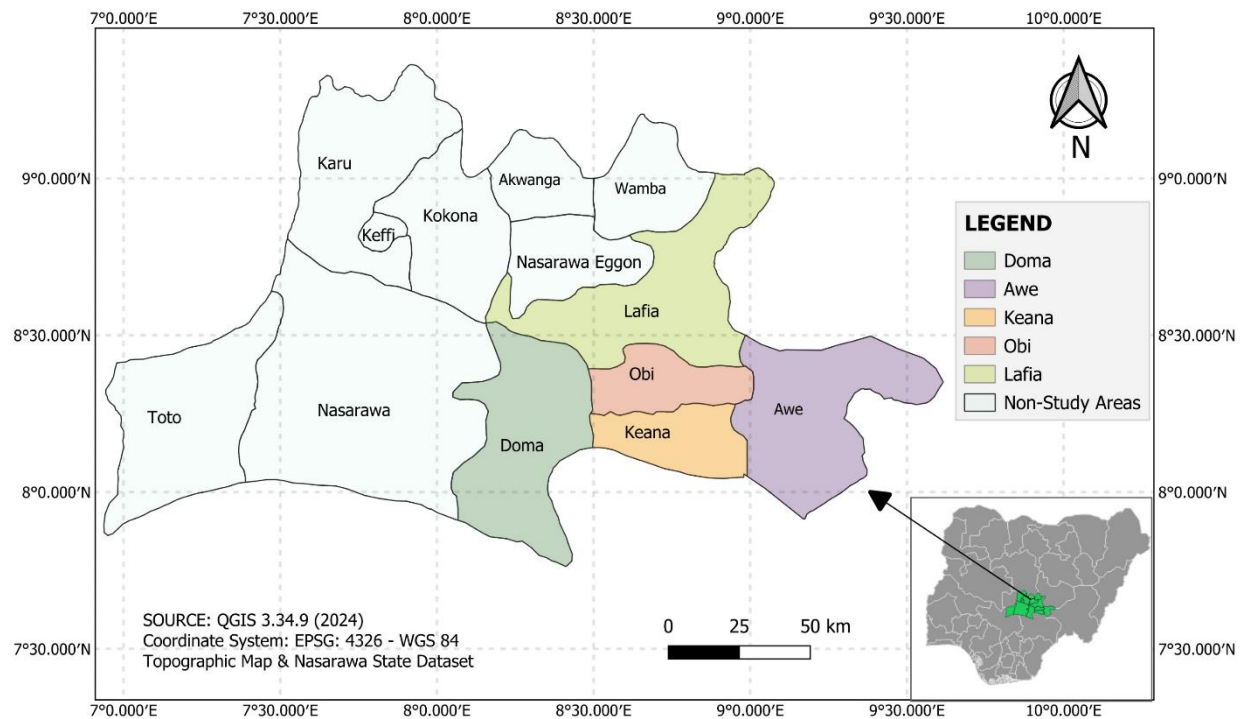 7°0.000′E 7°30.000′E 8°0.000′E 8°30.000′E 9°0.000′E 9°30.000′E 10°0.000′E
N
Karu
9°0.000′N 9°0.000′N
Akwanga
Wamba
Kokona
Keffi
LEGEND
Doma
Awe
Keana
Obi
Lafia
Non-Study Areas
Nasarawa Eggon
Lafia
8°30.000′N 8°30.000′N
Obi
Toto
Nasarawa
Awe
Keana
Doma
8°0.000′N 8°0.000′N
SOURCE: QGIS 3.34.9 (2024)
Coordinate System: EPSG: 4326 - WGS 84
Topographic Map & Nasarawa State Dataset
0 25 50 km
7°30.000′N 7°30.000′N
7°0.000′E 7°30.000′E 8°0.000′E 8°30.000′E 9°0.000′E 9°30.000′E 10°0.000′E